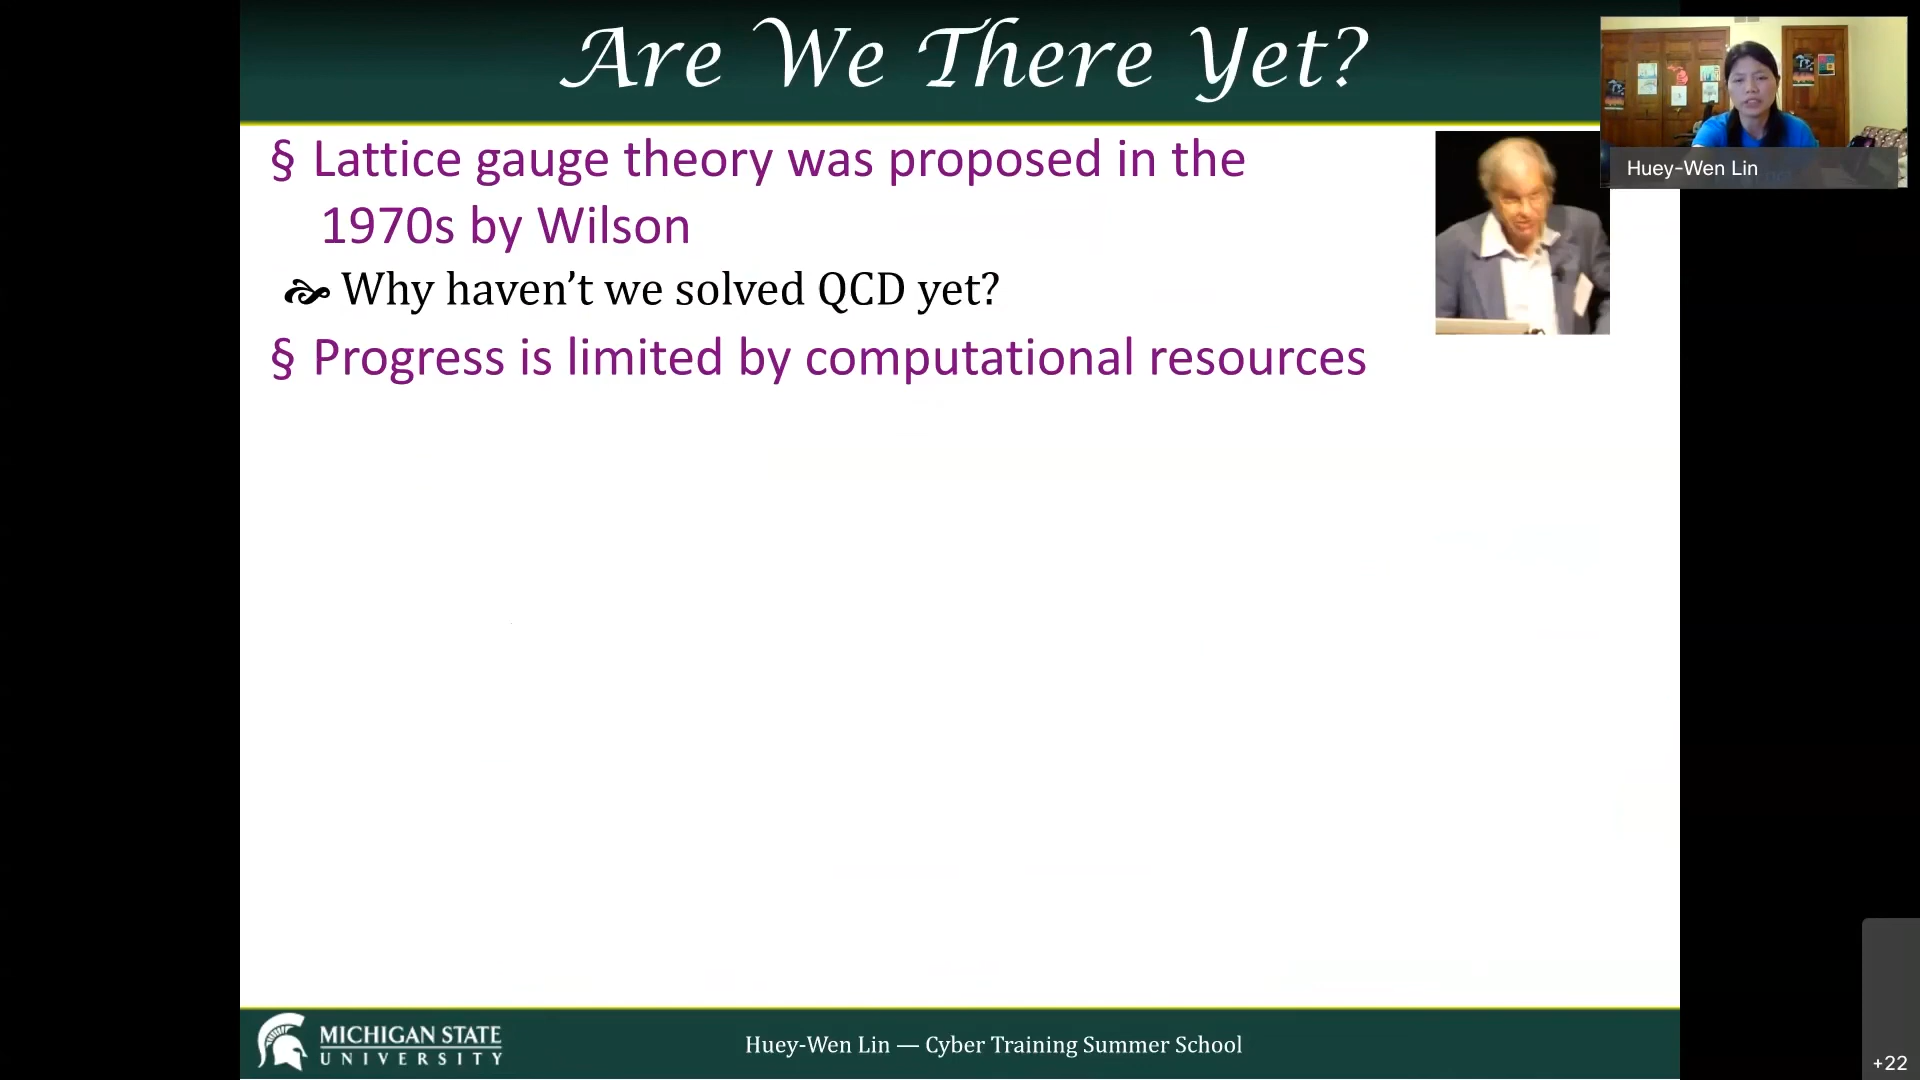 Are We There Yet?
§ Lattice gauge theory was proposed in the
1970s by Wilson
Why haven’t we solved QCD yet?
§ Progress is limited by computational resources
Huey-Wen Lin
MICHIGAN STATE
UNIVERSITY
Huey-Wen Lin — Cyber Training Summer School
+22